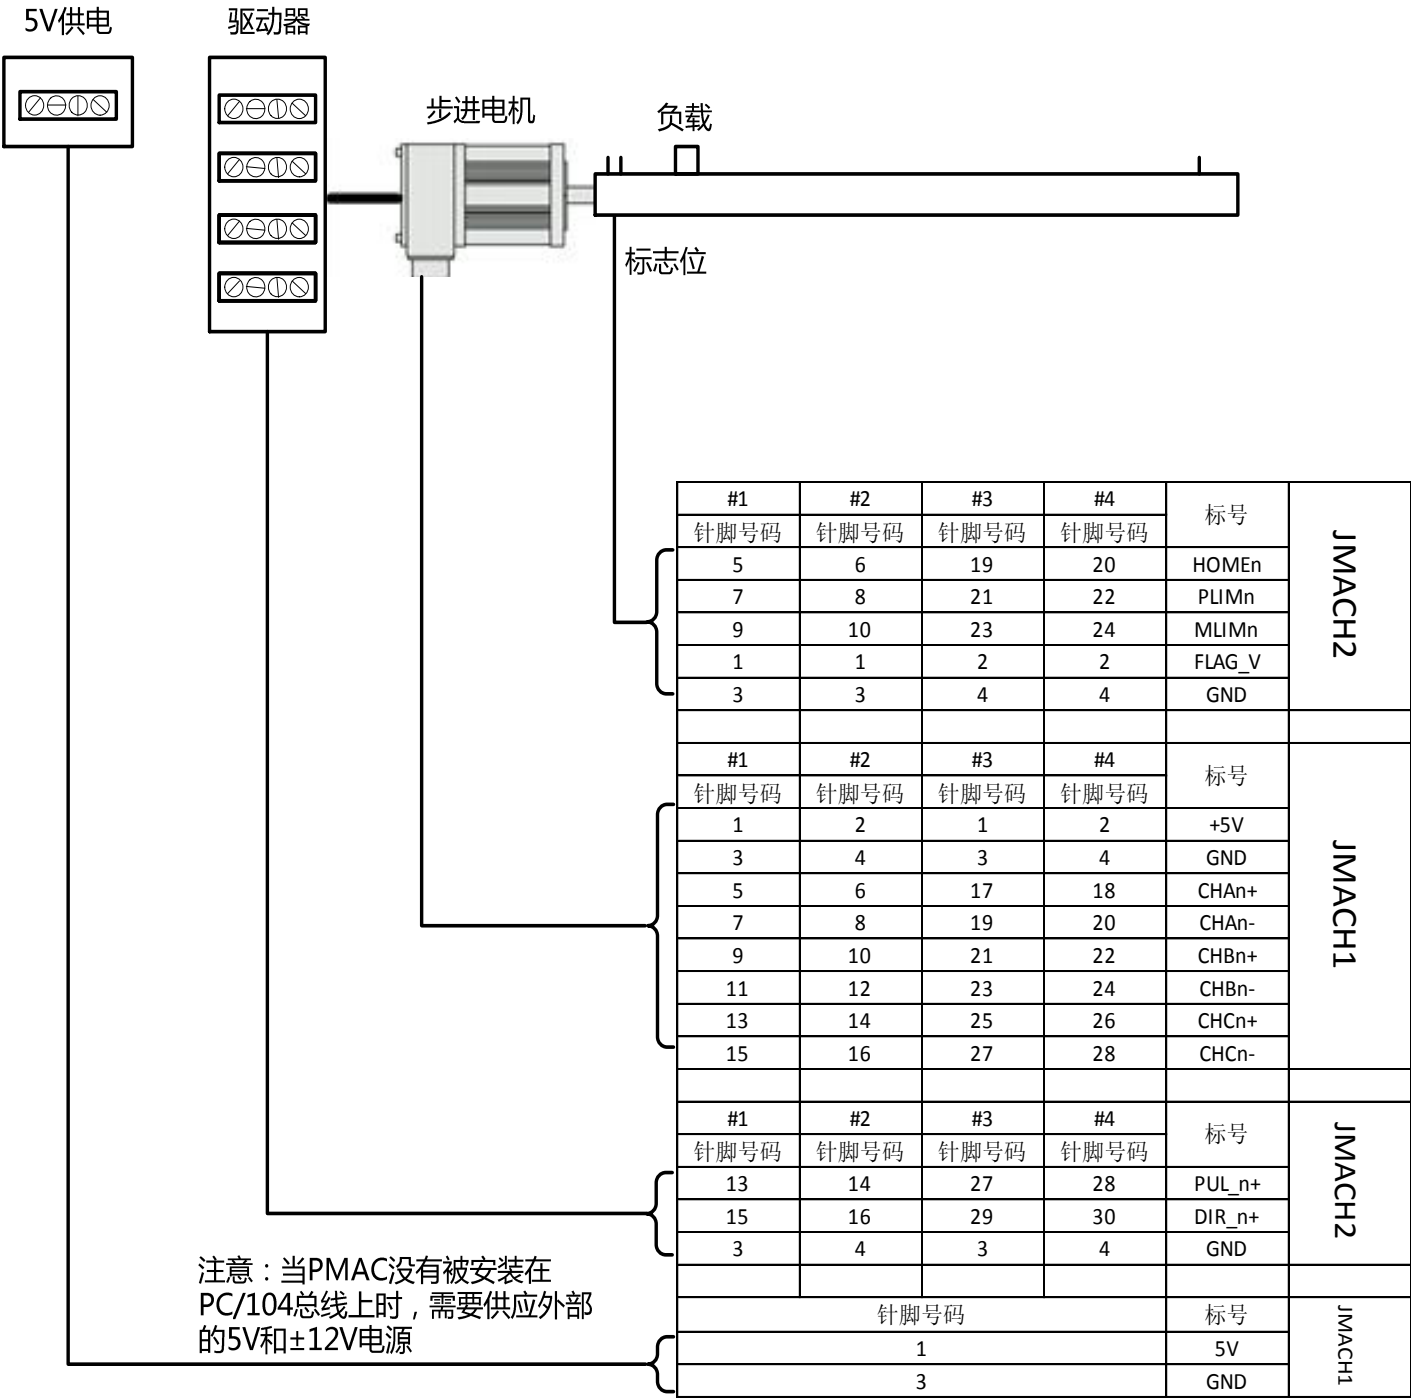 5V供电
驱动器
步进电机
负载
标志位
#1 #2 #3 #4 标号 JMACH2
针脚号码 针脚号码 针脚号码 针脚号码
5 6 19 20 HOMEn
7 8 21 22 PLIMn
9 10 23 24 MLIMn
1 1 2 2 FLAG_V
3 3 4 4 GND
#1 #2 #3 #4 标号 JMACH1
针脚号码 针脚号码 针脚号码 针脚号码
1 2 1 2 +5V
3 4 3 4 GND
5 6 17 18 CHAn+
7 8 19 20 CHAn-
9 10 21 22 CHBn+
11 12 23 24 CHBn-
13 14 25 26 CHCn+
15 16 27 28 CHCn-
#1 #2 #3 #4 标号 JMACH2
针脚号码 针脚号码 针脚号码 针脚号码
13 14 27 28 PUL_n+
15 16 29 30 DIR_n+
3 4 3 4 GND
注意：当PMAC没有被安装在
PC/104总线上时，需要供应外部
的5V和±12V电源
针脚号码 标号 JMACH1
1 5V
3 GND